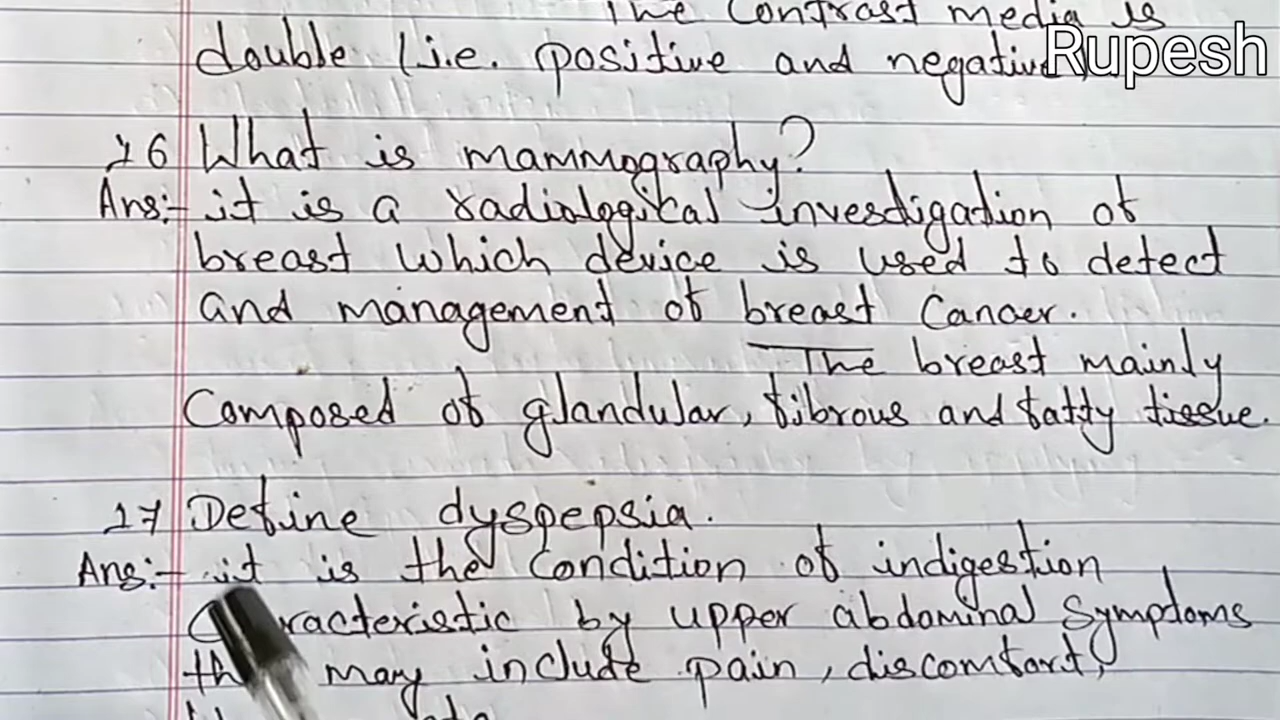 The Contrast media is
double (i.e. positive and negative)
Rupesh
16 What is mammography?
Ans:- it is a radiological investigation of
breast which device is used to detect
and management of breast Cancer.
The breast mainly
Composed of glandular, fibrous and fatty tissue.
17 Define dyspepsia.
Ans:- it is the condition of indigestion
by upper abdominal symptoms
may include pain, discomfort,